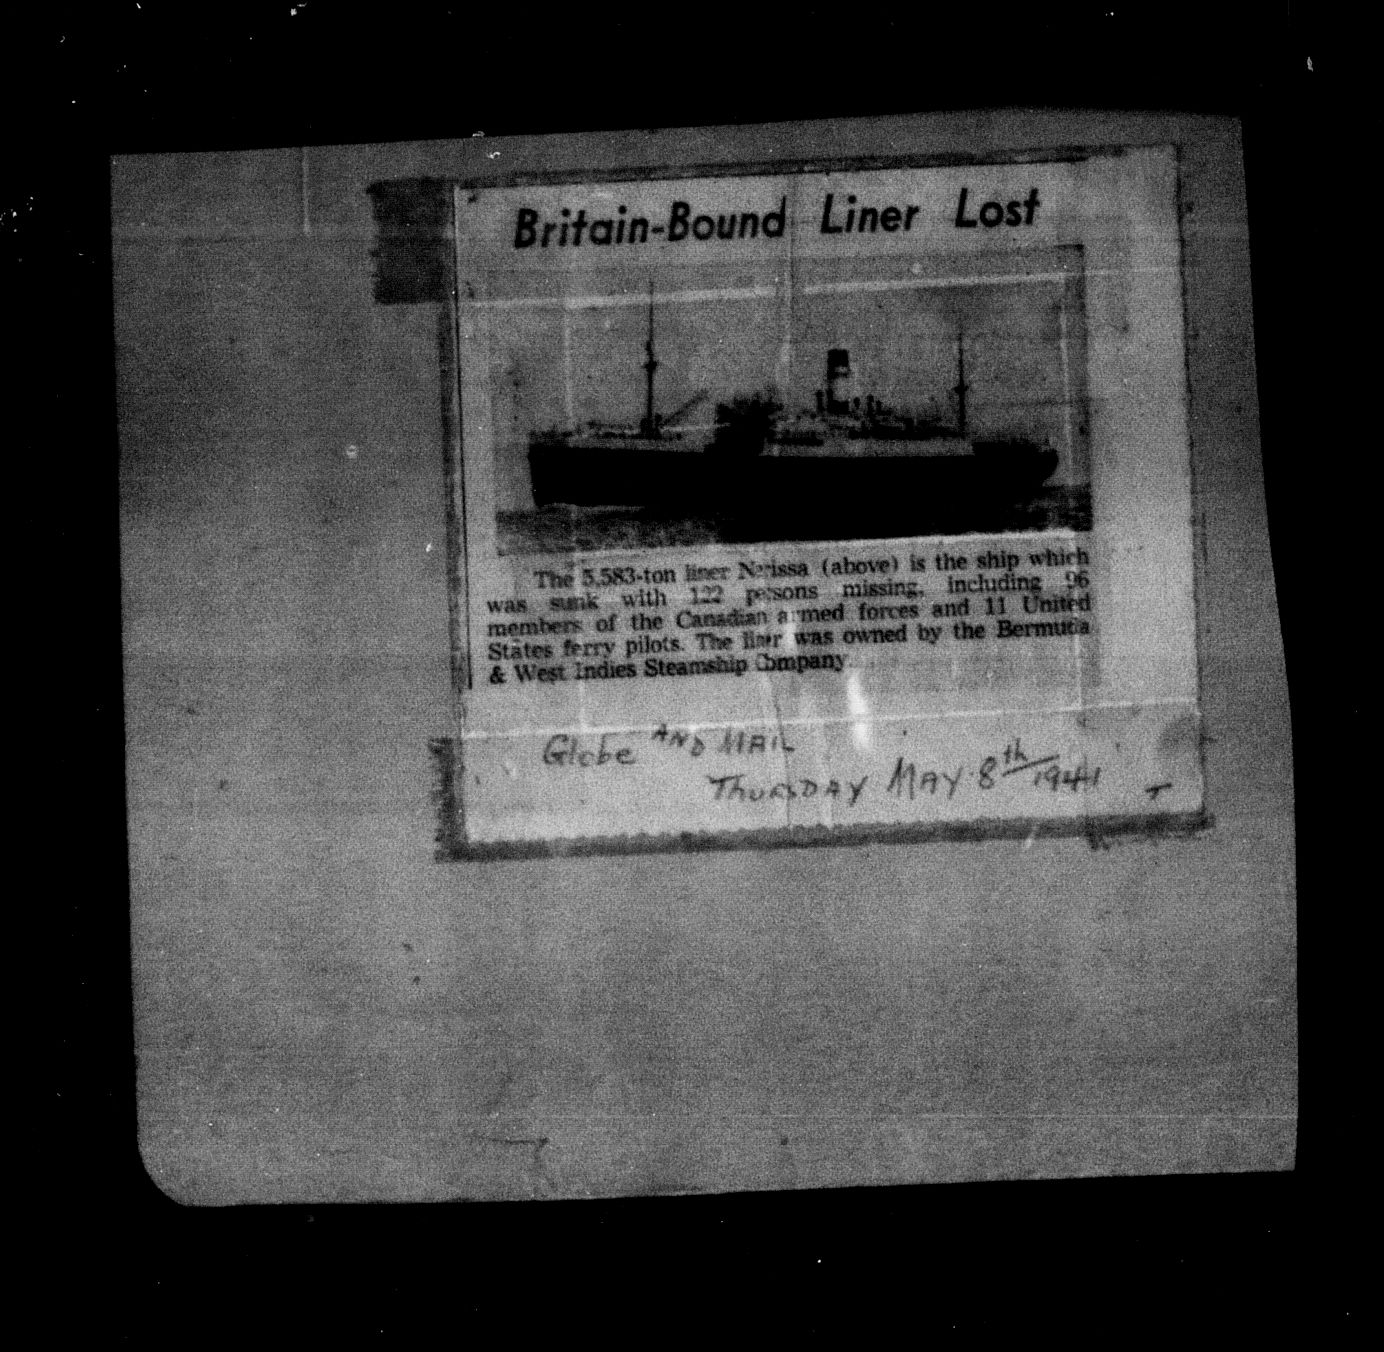 Britain-Bound Liner Lost
The 5,583-ton liner Nerissa (above) is the ship which
was sunk with 122 persons missing, including 96
members of the Canadian armed forces and 11 United
States ferry pilots. The liner was owned by the Bermuda
& West Indies Steamship Company.
Globe AND MAIL
THURSDAY MAY 8th 1941